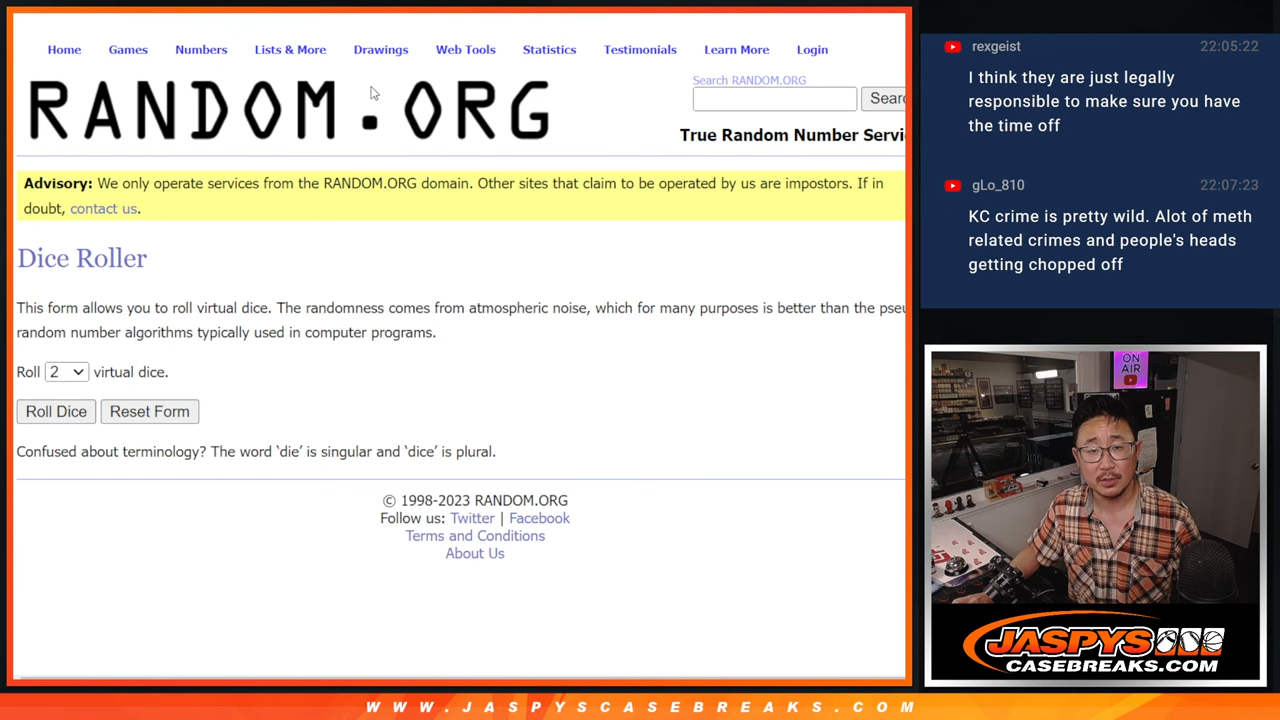 Home Games Numbers Lists & More Drawings Web Tools Statistics Testimonials Learn More Login
RANDOM.ORG
Search RANDOM.ORG
Searc
True Random Number Servi
Advisory: We only operate services from the RANDOM.ORG domain. Other sites that claim to be operated by us are impostors. If in
doubt, contact us.
Dice Roller
This form allows you to roll virtual dice. The randomness comes from atmospheric noise, which for many purposes is better than the pseu
random number algorithms typically used in computer programs.
Roll 2 virtual dice.
Roll Dice Reset Form
Confused about terminology? The word 'die' is singular and 'dice' is plural.
© 1998-2023 RANDOM.ORG
Follow us: Twitter | Facebook
Terms and Conditions
About Us
rexgeist 22:05:22
I think they are just legally
responsible to make sure you have
the time off
gLo_810 22:07:23
KC crime is pretty wild. Alot of meth
related crimes and people's heads
getting chopped off
ON
AIR
JASPYS
CASEBREAKS.COM
WWW.JASPYSCASEBREAKS.COM